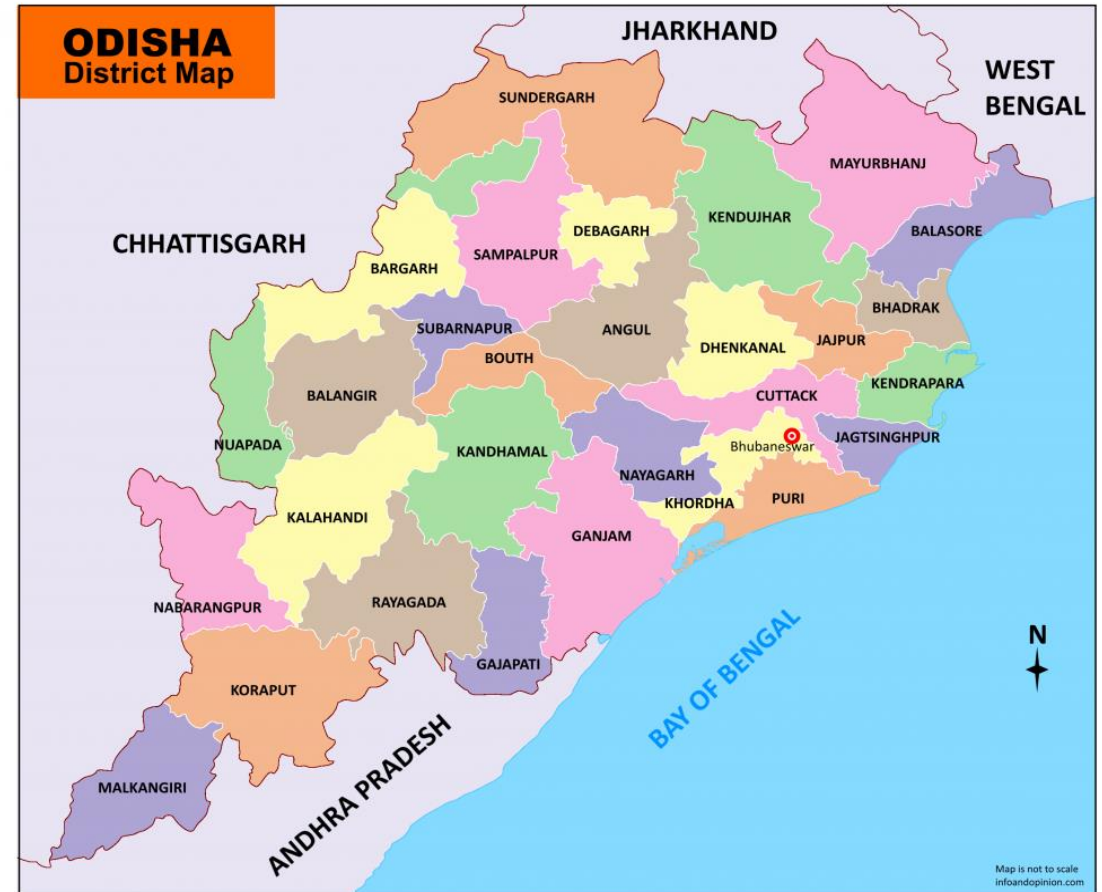 ODISHA
District Map
JHARKHAND
WEST
BENGAL
SUNDERGARH
MAYURBHANJ
KENDUJHAR
DEBAGARH
BALASORE
CHHATTISGARH
SAMPALPUR
BARGARH
BHADRAK
SUBARNAPUR
ANGUL
JAJPUR
DHENKANAL
BOUTH
KENDRAPARA
BALANGIR
CUTTACK
JAGTSINGHPUR
NUAPADA
Bhubaneswar
KANDHAMAL
NAYAGARH
PURI
KHORDHA
KALAHANDI
GANJAM
RAYAGADA
NABARANGPUR
N
GAJAPATI
BAY OF BENGAL
KORAPUT
MALKANGIRI
ANDHRA PRADESH
Map is not to scale
infoandopinion.com